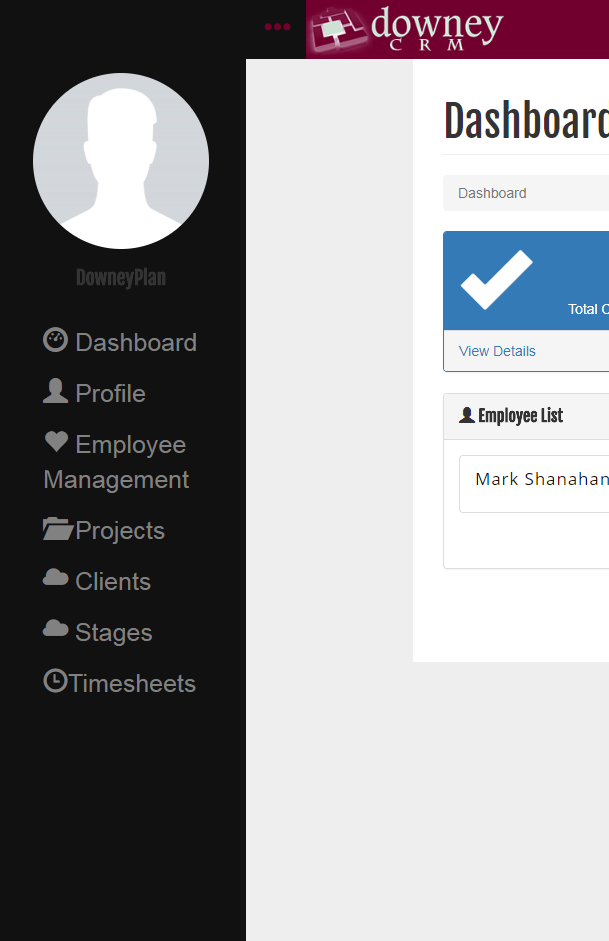 downey
CRM
DowneyPlan
Dashboard
Profile
Employee
Management
Projects
Clients
Stages
Timesheets
Dashboard
Dashboard
Total
View Details
Employee List
Mark Shanahan